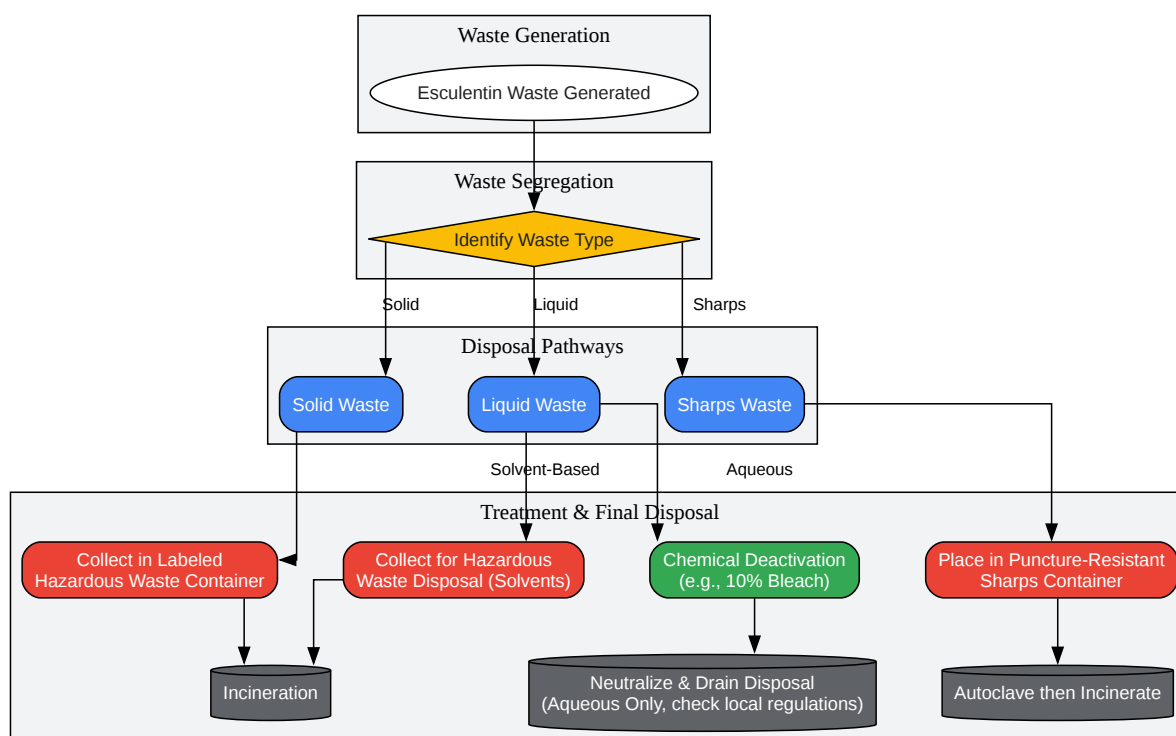 Waste Generation
Esculentin Waste Generated
Waste Segregation
Identify Waste Type
Solid
Liquid
Sharps
Disposal Pathways
Solid Waste
Liquid Waste
Sharps Waste
Solvent-Based
Aqueous
Treatment & Final Disposal
Collect in Labeled
Hazardous Waste Container
Collect for Hazardous
Waste Disposal (Solvents)
Chemical Deactivation
(e.g., 10% Bleach)
Place in Puncture-Resistant
Sharps Container
Incineration
Neutralize & Drain Disposal
(Aqueous Only, check local regulations)
Autoclave then Incinerate